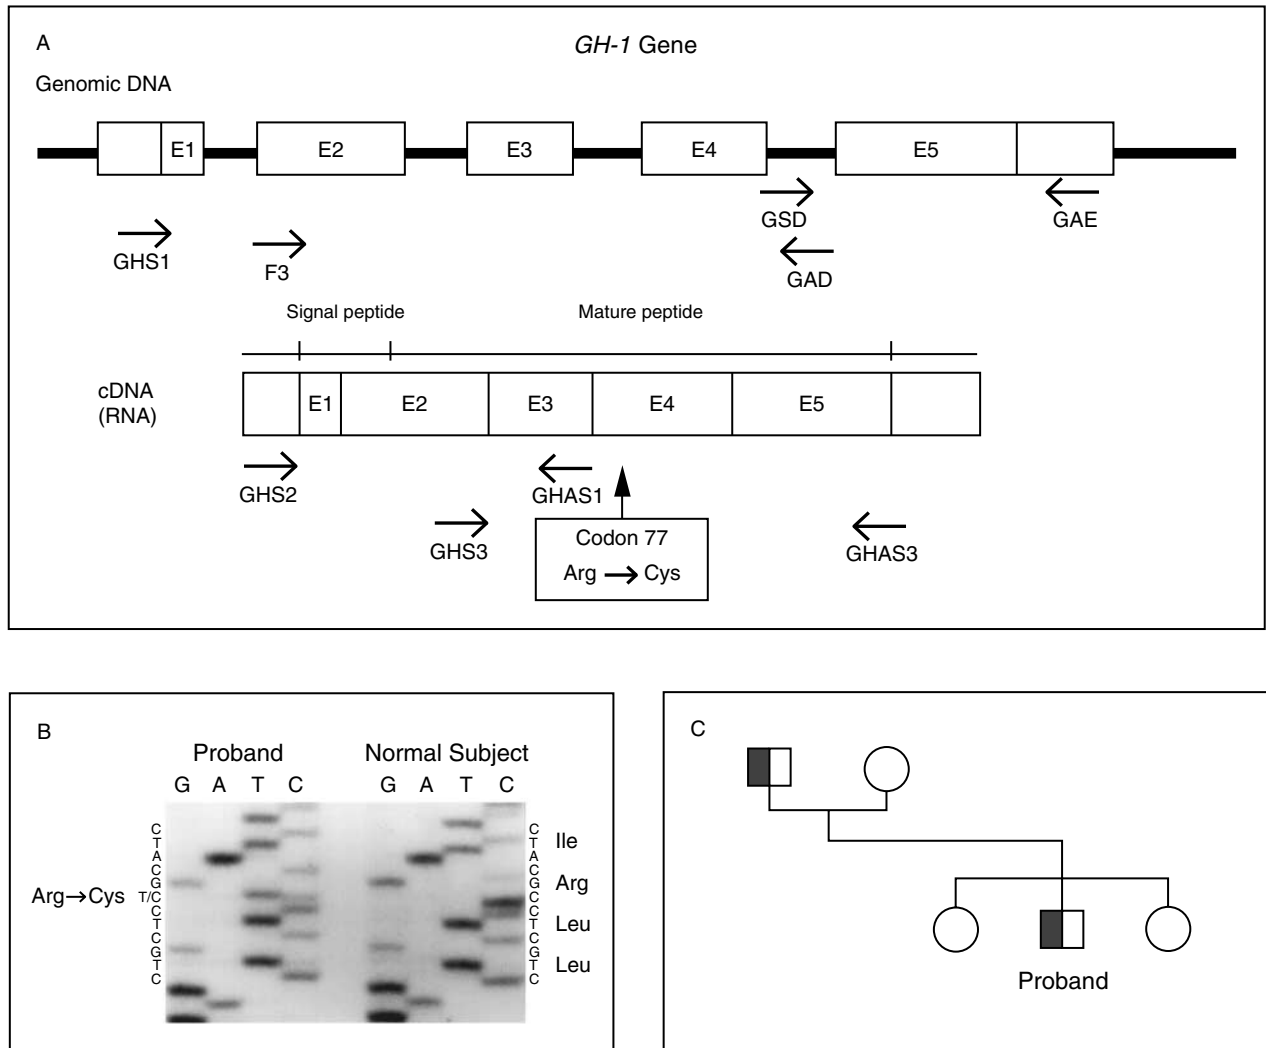 A
GH-1 Gene
Genomic DNA
E1 E2 E3 E4 E5
GSD GAE
GHS1 F3 GAD
Signal peptide Mature peptide
cDNA
(RNA)
E1 E2 E3 E4 E5
GHS2 GHAS1
GHS3 GHAS3
Codon 77
Arg → Cys
B
Proband Normal Subject
G A T C G A T C
C C
T T Ile
A A
C C
G G Arg
Arg→Cys T/C C
C C
T T Leu
C C
G G
T T Leu
C C
C
Proband